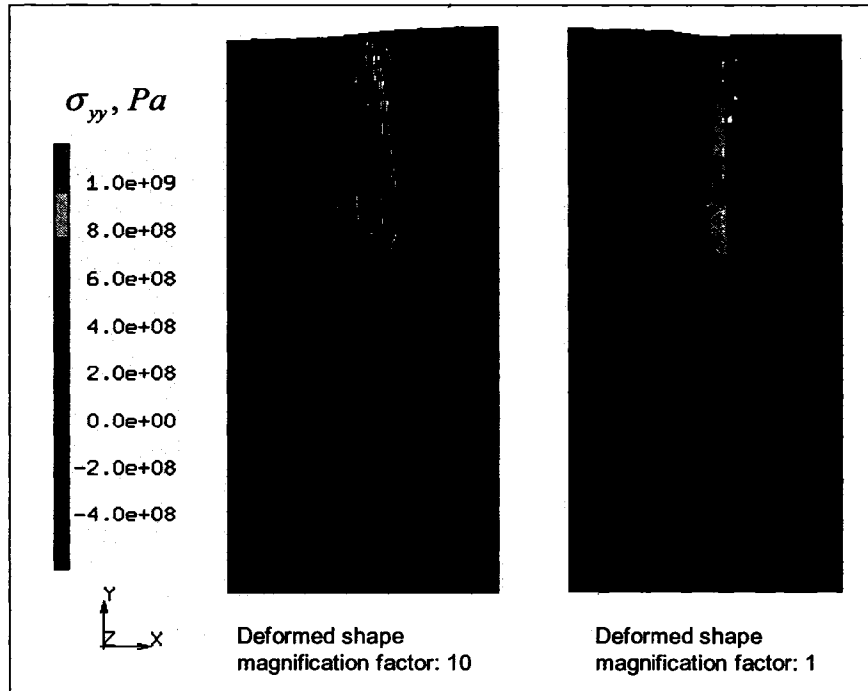 σyy, Pa
1.0e+09
8.0e+08
6.0e+08
4.0e+08
2.0e+08
0.0e+00
-2.0e+08
-4.0e+08
Y
Z X
Deformed shape
magnification factor: 10
Deformed shape
magnification factor: 1